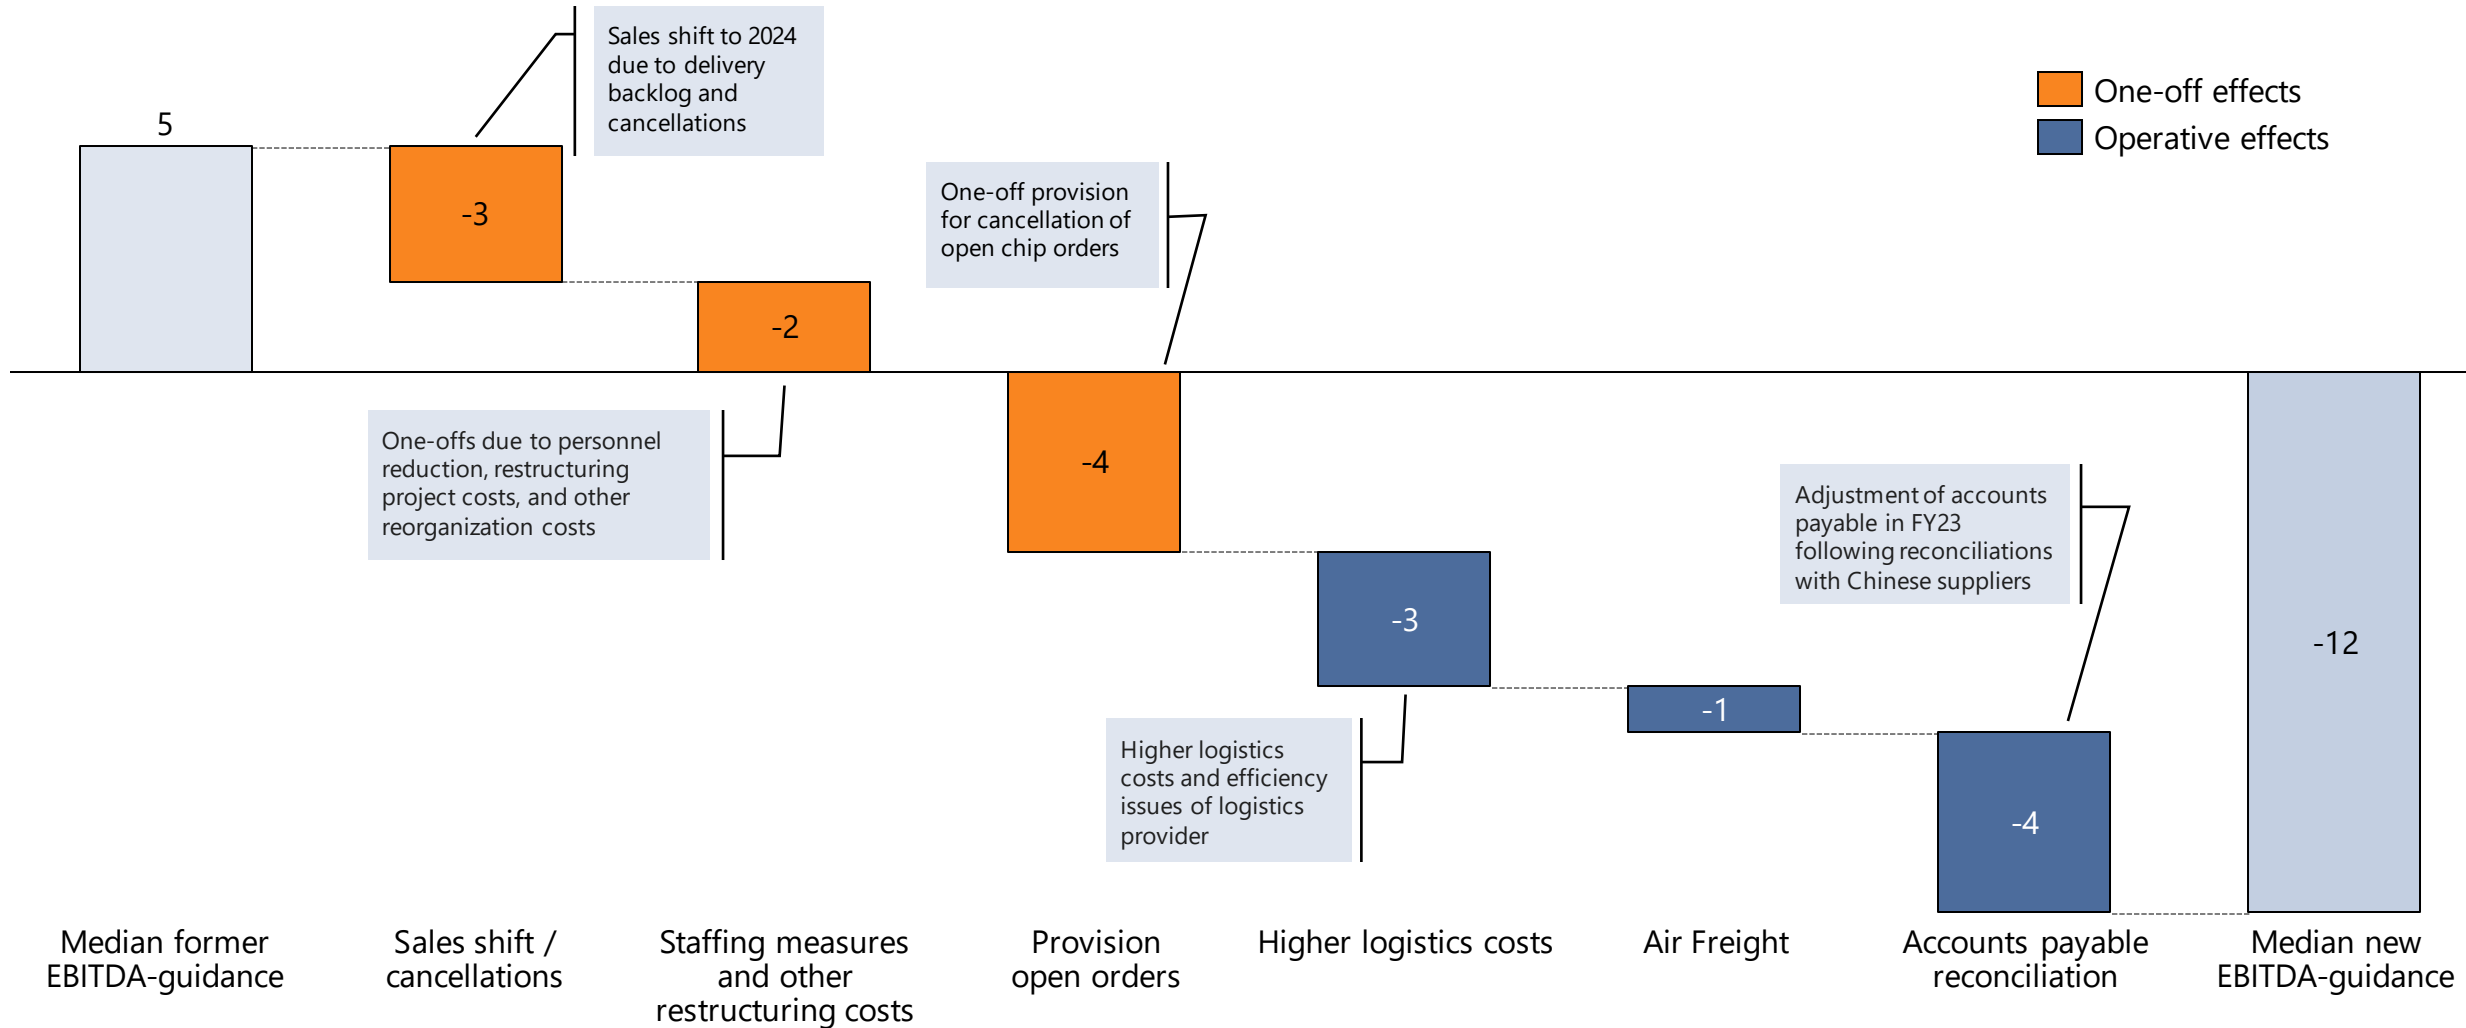 Sales shift to 2024
due to delivery
backlog and
cancellations
One-off effects
Operative effects
5
-3
One-off provision
for cancellation of
open chip orders
-2
One-offs due to personnel
reduction, restructuring
project costs, and other
reorganization costs
-4
Adjustment of accounts
payable in FY23
following reconciliations
with Chinese suppliers
-3
-12
-1
Higher logistics
costs and efficiency
issues of logistics
provider
-4
Median former
EBITDA-guidance
Sales shift /
cancellations
Staffing measures
and other
restructuring costs
Provision
open orders
Higher logistics costs
Air Freight
Accounts payable
reconciliation
Median new
EBITDA-guidance